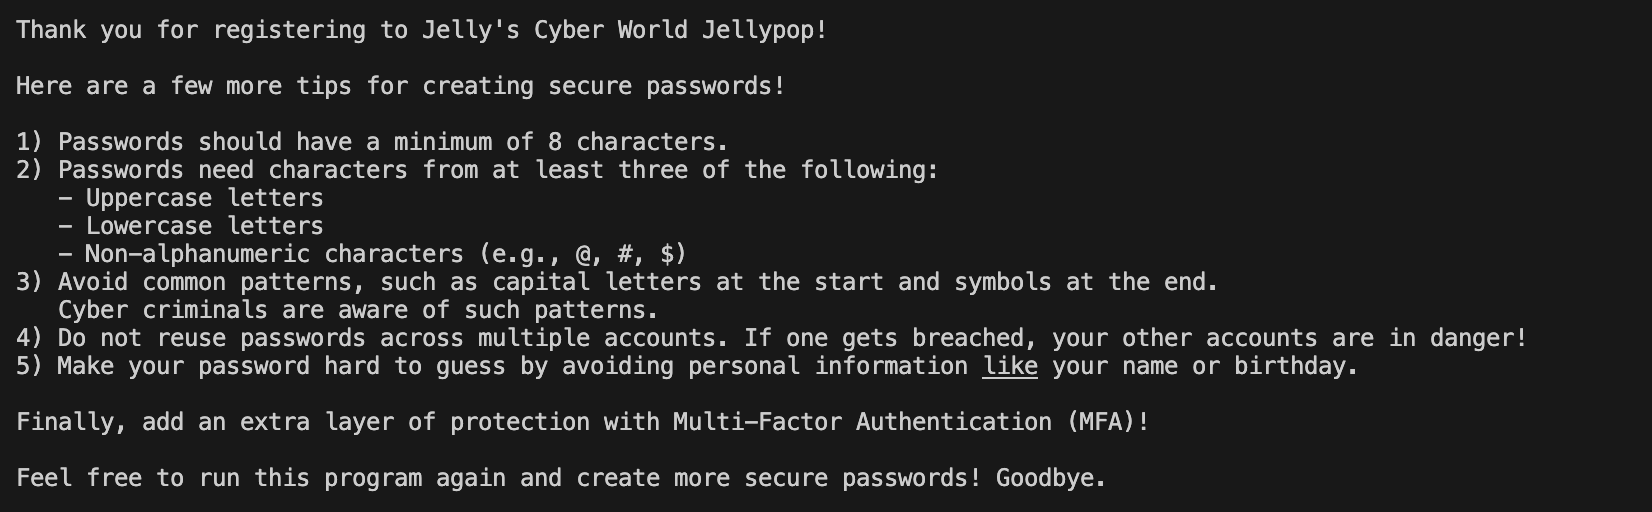 Thank you for registering to Jelly's Cyber World Jellypop!
Here are a few more tips for creating secure passwords!
1) Passwords should have a minimum of 8 characters.
2) Passwords need characters from at least three of the following:
   - Uppercase letters
   - Lowercase letters
   - Non-alphanumeric characters (e.g., @, #, $)
3) Avoid common patterns, such as capital letters at the start and symbols at the end.
   Cyber criminals are aware of such patterns.
4) Do not reuse passwords across multiple accounts. If one gets breached, your other accounts are in danger!
5) Make your password hard to guess by avoiding personal information like your name or birthday.
Finally, add an extra layer of protection with Multi-Factor Authentication (MFA)!
Feel free to run this program again and create more secure passwords! Goodbye.